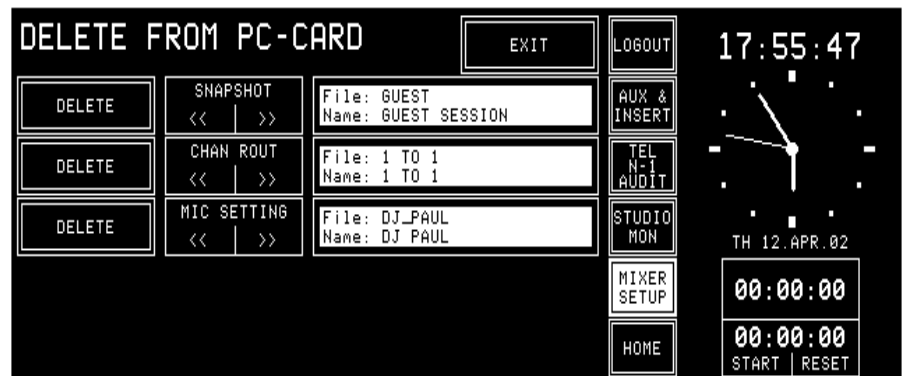 DELETE FROM PC-CARD
EXIT
DELETE
SNAPSHOT
<< >>
File: GUEST
Name: GUEST SESSION
DELETE
CHAN ROUT
<< >>
File: 1 TO 1
Name: 1 TO 1
DELETE
MIC SETTING
<< >>
File: DJ_PAUL
Name: DJ PAUL
LOGOUT
AUX &
INSERT
TEL
N-1
AUDIT
STUDIO
MON
MIXER
SETUP
HOME
17:55:47
TH 12.APR.02
00:00:00
00:00:00
START RESET